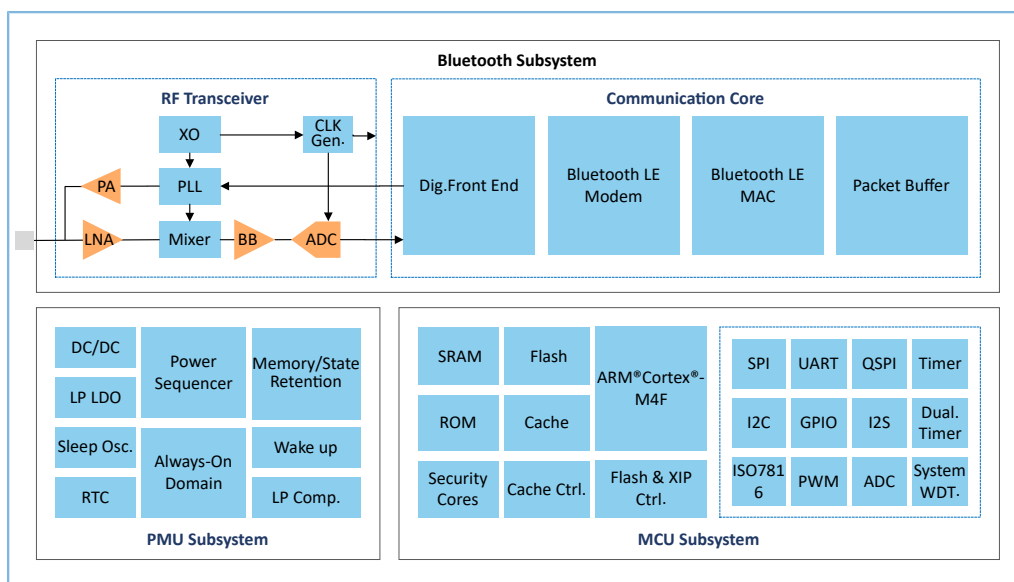 Bluetooth Subsystem
RF Transceiver
XO
CLK
Gen.
PA
PLL
LNA
Mixer
BB
ADC
Communication Core
Dig.Front End
Bluetooth LE
Modem
Bluetooth LE
MAC
Packet Buffer
DC/DC
LP LDO
Sleep Osc.
RTC
Power
Sequencer
Always-On
Domain
Memory/State
Retention
Wake up
LP Comp.
PMU Subsystem
SRAM
Flash
ARM®Cortex®-
M4F
ROM
Cache
Security
Cores
Cache Ctrl.
Flash & XIP
Ctrl.
SPI
UART
QSPI
Timer
I2C
GPIO
I2S
Dual.
Timer
ISO781
6
PWM
ADC
System
WDT.
MCU Subsystem